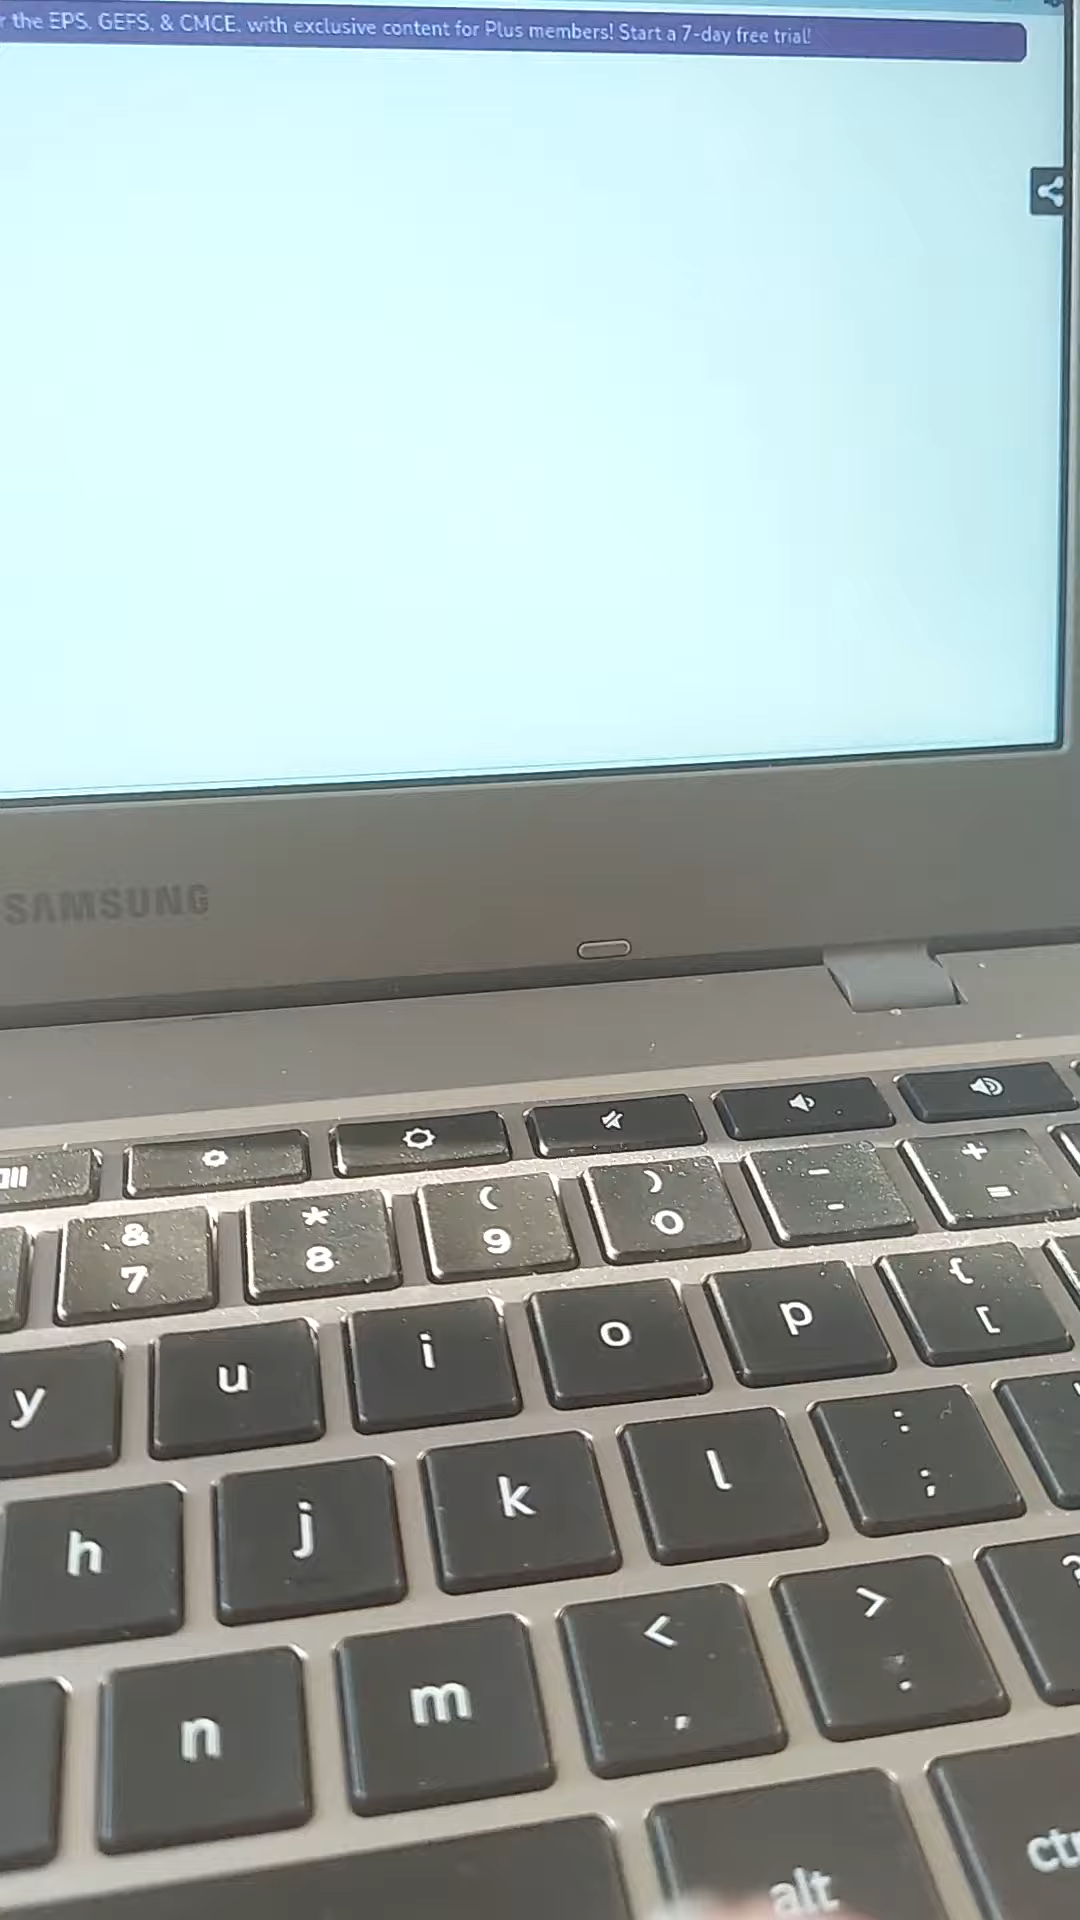 r the EPS, GEFS, & CMCE, with exclusive content for Plus members! Start a 7-day free trial!
SAMSUNG
&
7
*
8
(
9
)
0
-
+
=
y
u
i
o
p
{
[
h
j
k
l
:
;
n
m
<
,
>
.
?
alt
ctr